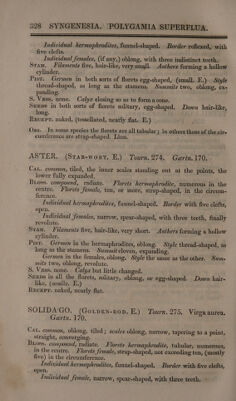 328 SYNGENESIA. POLYGAMIA SUPERFLUA.
Individual hermaphrodites, funnel-shaped. Border reflexed, with
five clefts.
Individual females, (if any,) oblong, with three indistinct teeth.
STAM. Filaments five, hair-like, very small. Anthers forming a hollow
cylinder.
PIST. Germen in both sorts of florets egg-shaped, (small. E.) Style
thread-shaped, as long as the stamens. Summits two, oblong, ex-
panding.
S. VESS. none. Calyx closing so as to form a cone.
SEEDS in both sorts of florets solitary, egg-shaped. Down hair-like,
long.
RECEPT. naked, (tessellated, nearly flat. E.)
OBS. In some species the florets are all tubular; in others those of the cir-
cumference are strap-shaped. Linn.
ASTER. (STAR-WORT. E.) Tourn. 274. Gærtn. 170.
CAL. common, tiled, the inner scales standing out at the points, the
lower fully expanded.
BLOSS. compound, radiate. Florets hermaphrodite, numerous in the
centre. Florets female, ten, or more, strap-shaped, in the circum-
ference.
Individual hermaphrodites, funnel-shaped. Border with five clefts,
open.
Individual females, narrow, spear-shaped, with three teeth, finally
revolute.
STAM. Filaments five, hair-like, very short. Anthers forming a hollow
cylinder.
PIST. Germen in the hermaphrodites, oblong. Style thread-shaped, as
long as the stamens. Summit cloven, expanding.
Germen in the females, oblong. Style the same as the other. Sum-
mits two, oblong, revolute.
S. VESS. none. Calyx but little changed.
SEEDS in all the florets, solitary, oblong, or egg-shaped. Down hair-
like, (sessile. E.)
RECEPT. naked, nearly flat.
SOLIDAGO. (GOLDEN-ROD. E.) Tourn. 275. Virga aurea.
Gærtn. 170.
CAL. common, oblong, tiled; scales oblong, narrow, tapering to a point,
straight, converging.
BLOSS. compound, radiate. Florets hermaphrodite, tubular, numerous,
in the centre. Florets female, strap-shaped, not exceeding ten, (mostly
five) in the circumference.
Individual hermaphrodites, funnel-shaped. Border with five clefts,
open.
Individual female, narrow, spear-shaped, with three teeth.